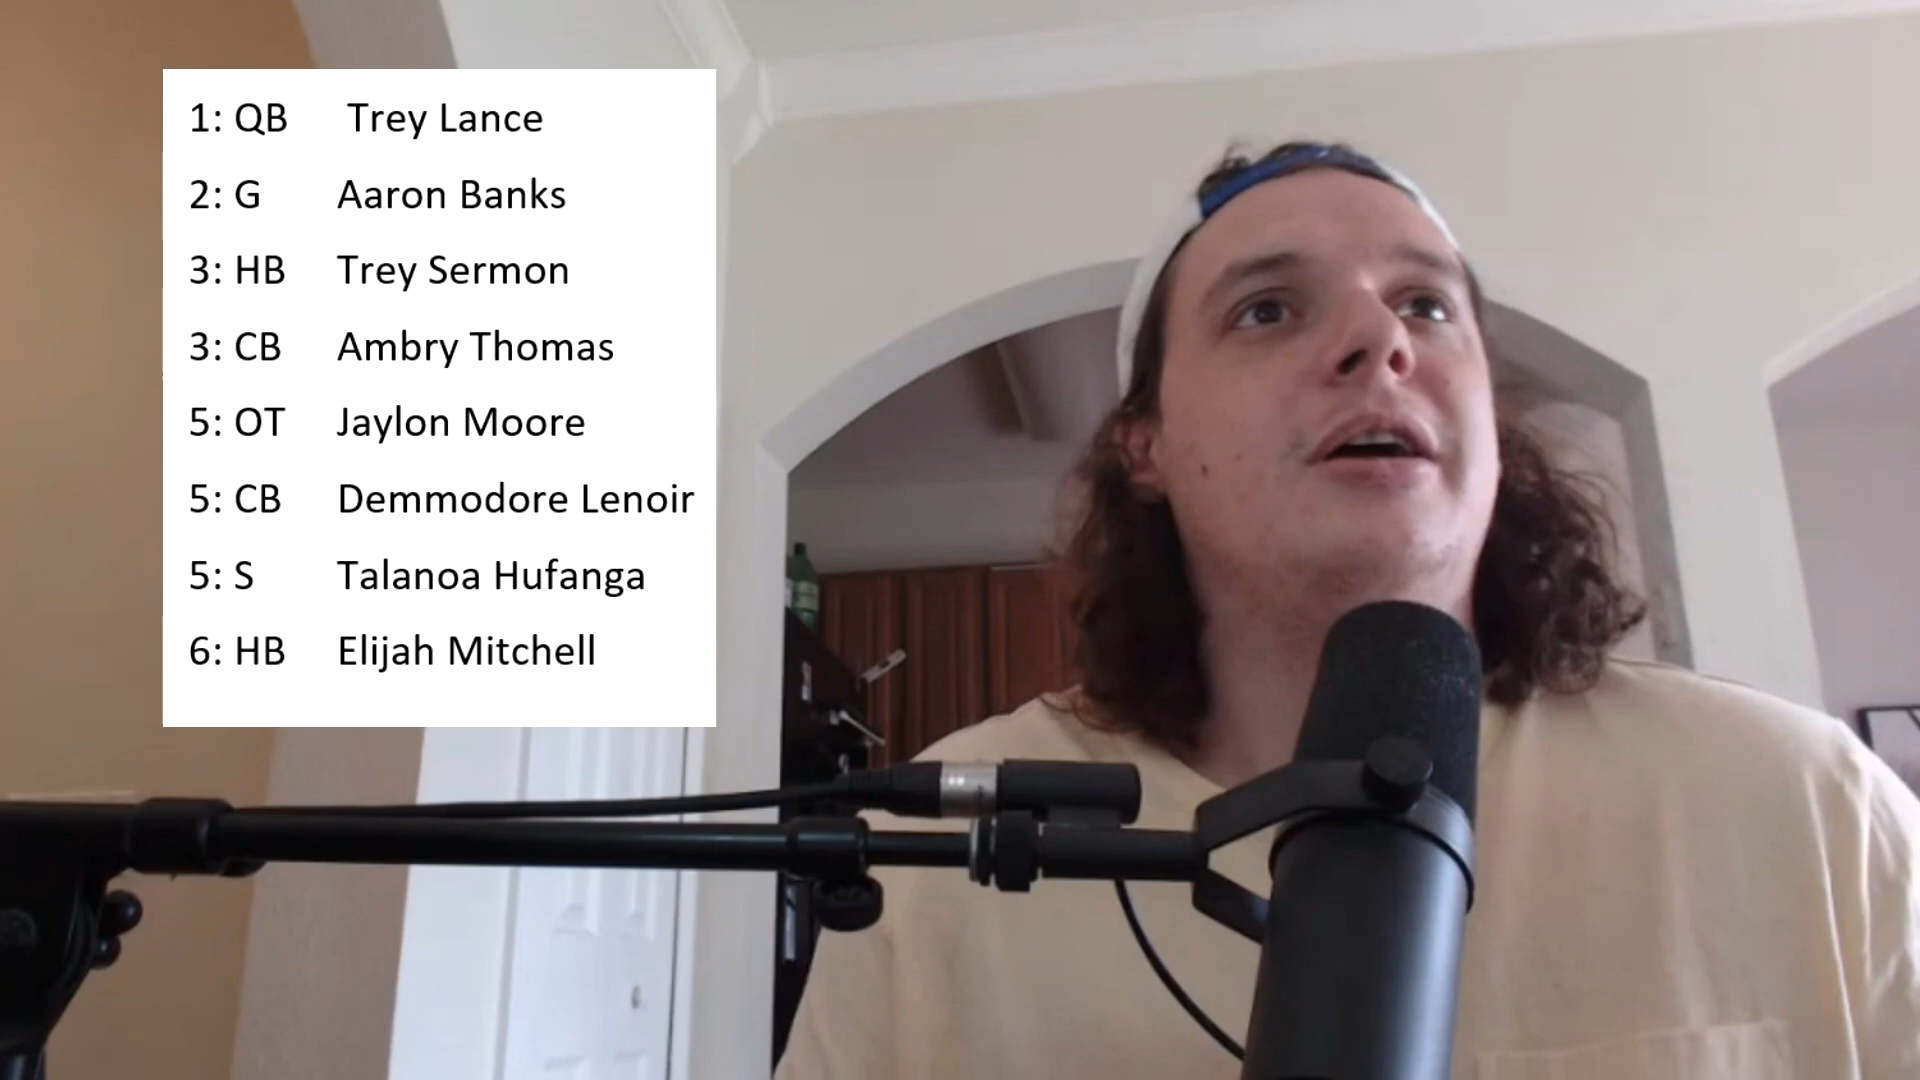 1: QB Trey Lance
2: G Aaron Banks
3: HB Trey Sermon
3: CB Ambry Thomas
5: OT Jaylon Moore
5: CB Demmodore Lenoir
5: S Talanoa Hufanga
6: HB Elijah Mitchell